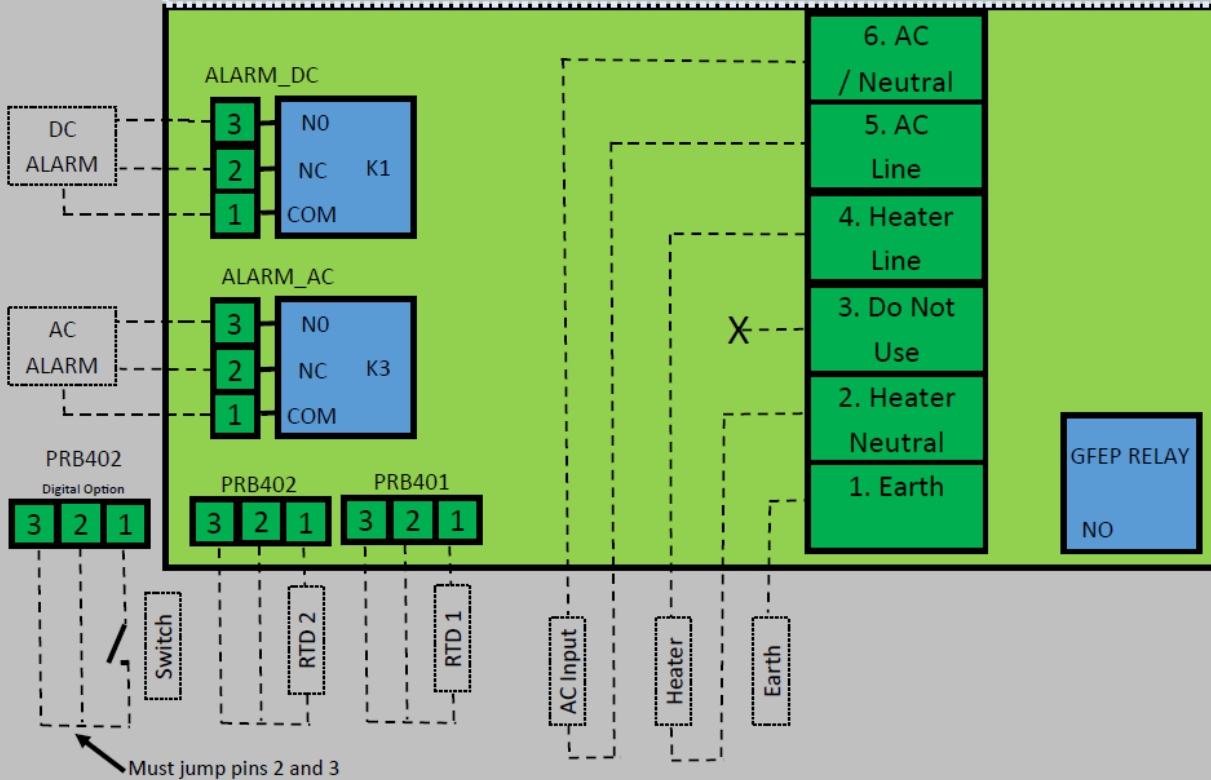 ALARM_DC
DC
ALARM
3
2
1
N0
NC
K1
COM
ALARM_AC
AC
ALARM
3
2
1
N0
NC
K3
COM
PRB402
Digital Option
3 2 1
PRB402
3 2 1
PRB401
3 2 1
Switch
RTD 2
RTD 1
Must jump pins 2 and 3
6. AC
/ Neutral
5. AC
Line
4. Heater
Line
X
3. Do Not
Use
2. Heater
Neutral
1. Earth
AC Input
Heater
Earth
GFEP RELAY
NO